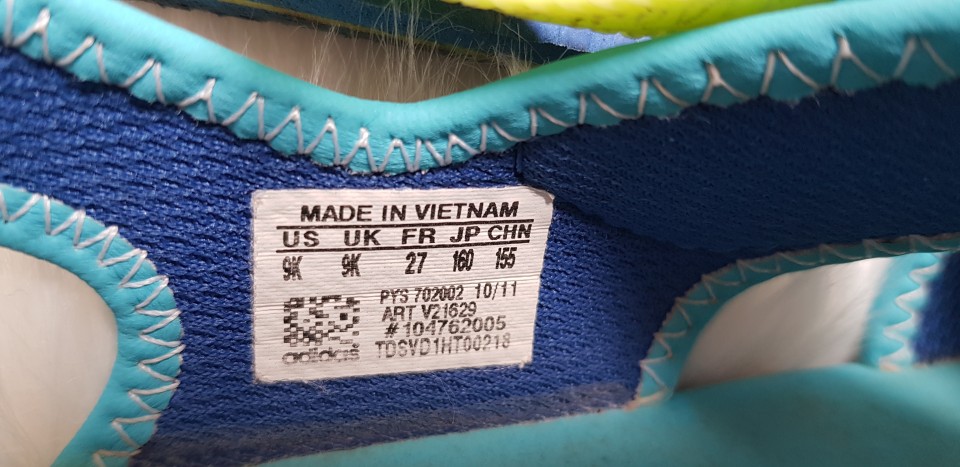 MADE IN VIETNAM
US UK FR JP CHN
9K 9K 27 160 155
PYS 702002 10/11
ART V21629
#104762005
adidas TDSVD1HT00218